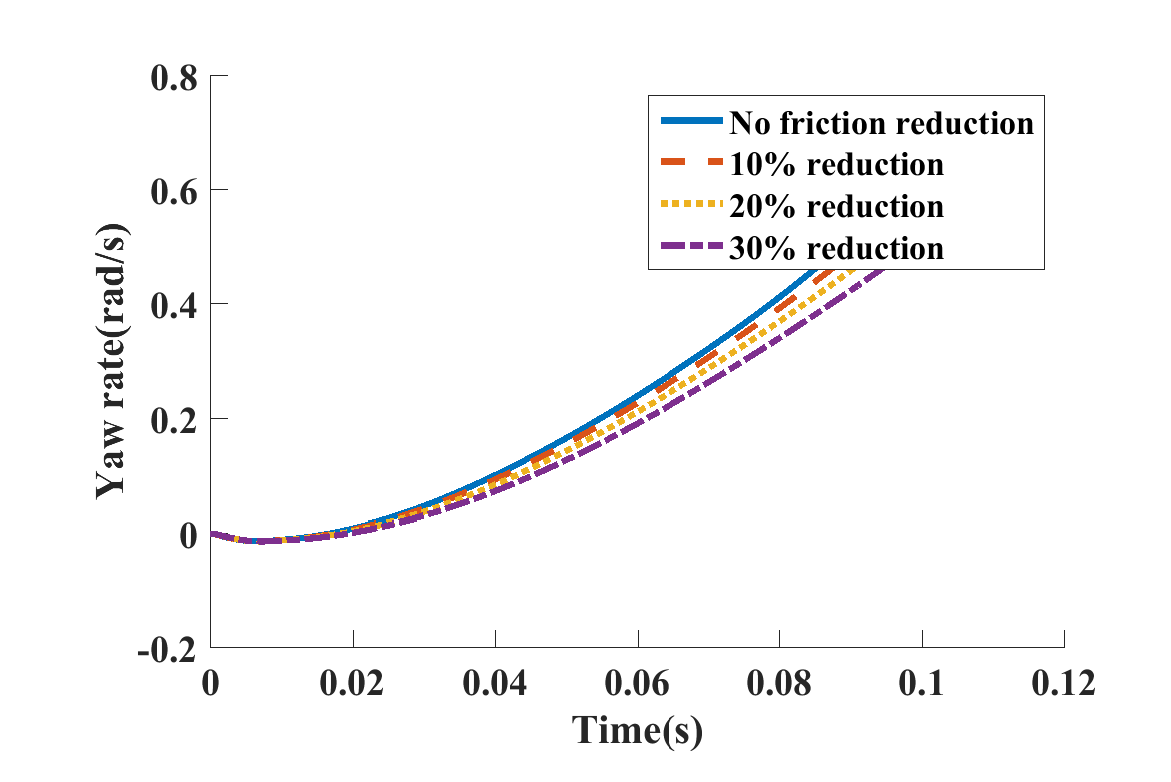 0.8
0.6
0.4
0.2
0
-0.2
Yaw rate(rad/s)
No friction reduction
10% reduction
20% reduction
30% reduction
0
0.02
0.04
0.06
0.08
0.1
0.12
Time(s)